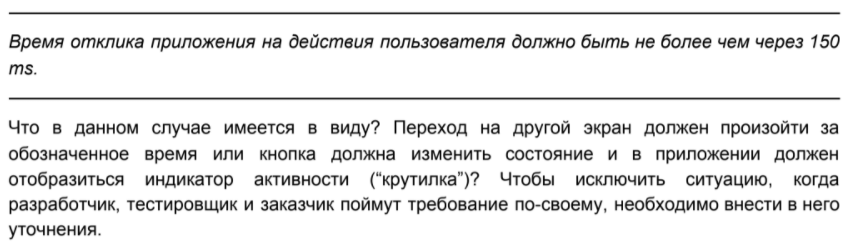 Время отклика приложения на действия пользователя должно быть не более чем через 150
ms.
Что в данном случае имеется в виду? Переход на другой экран должен произойти за
обозначенное время или кнопка должна изменить состояние и в приложении должен
отобразиться индикатор активности (“крутилка”)? Чтобы исключить ситуацию, когда
разработчик, тестировщик и заказчик поймут требование по-своему, необходимо внести в него
уточнения.